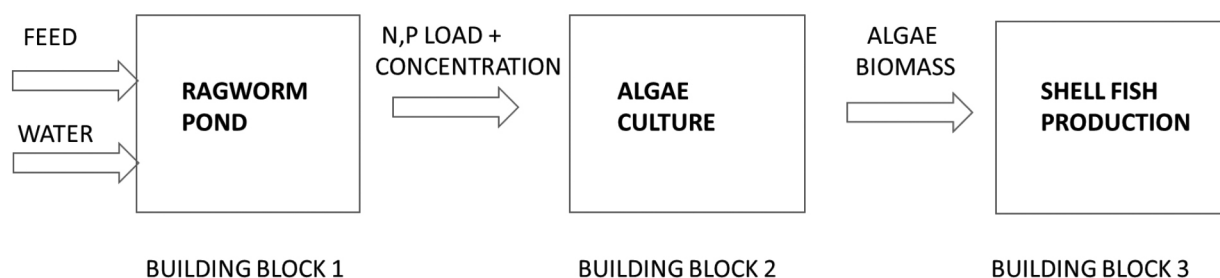 FEED
WATER
RAGWORM
POND
N,P LOAD +
CONCENTRATION
ALGAE
CULTURE
ALGAE
BIOMASS
SHELL FISH
PRODUCTION
BUILDING BLOCK 1
BUILDING BLOCK 2
BUILDING BLOCK 3